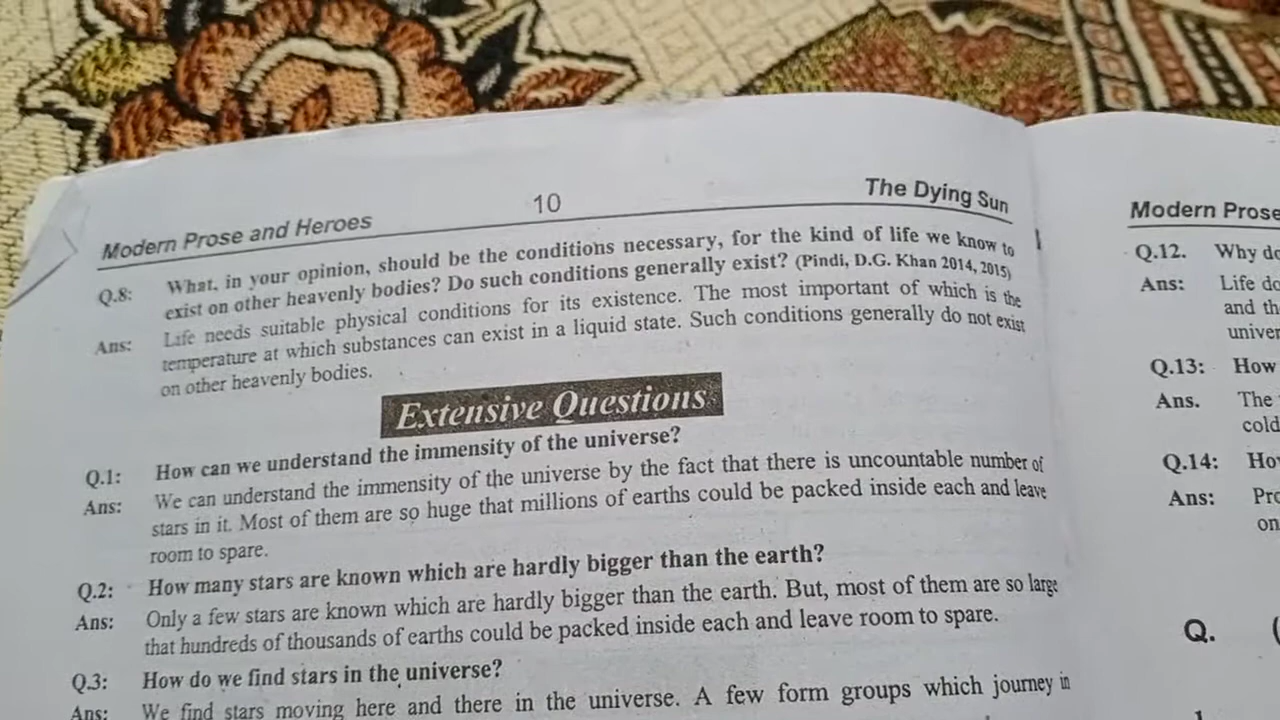 Modern Prose and Heroes 10 The Dying Sun
Q.8: What, in your opinion, should be the conditions necessary, for the kind of life we know to
exist on other heavenly bodies? Do such conditions generally exist? (Pindi, D.G. Khan 2014, 2015)
Ans: Life needs suitable physical conditions for its existence. The most important of which is the
temperature at which substances can exist in a liquid state. Such conditions generally do not exist
on other heavenly bodies.
Extensive Questions
Q.1: How can we understand the immensity of the universe?
Ans: We can understand the immensity of the universe by the fact that there is uncountable number of
stars in it. Most of them are so huge that millions of earths could be packed inside each and leave
room to spare.
Q.2: How many stars are known which are hardly bigger than the earth?
Ans: Only a few stars are known which are hardly bigger than the earth. But, most of them are so large
that hundreds of thousands of earths could be packed inside each and leave room to spare.
Q.3: How do we find stars in the universe?
Ans: We find stars moving here and there in the universe. A few form groups which journey in
Modern Prose
Q.12. Why do
Ans: Life do
and th
univer
Q.13: How
Ans. The
cold
Q.14: How
Ans: Pro
on
Q. (